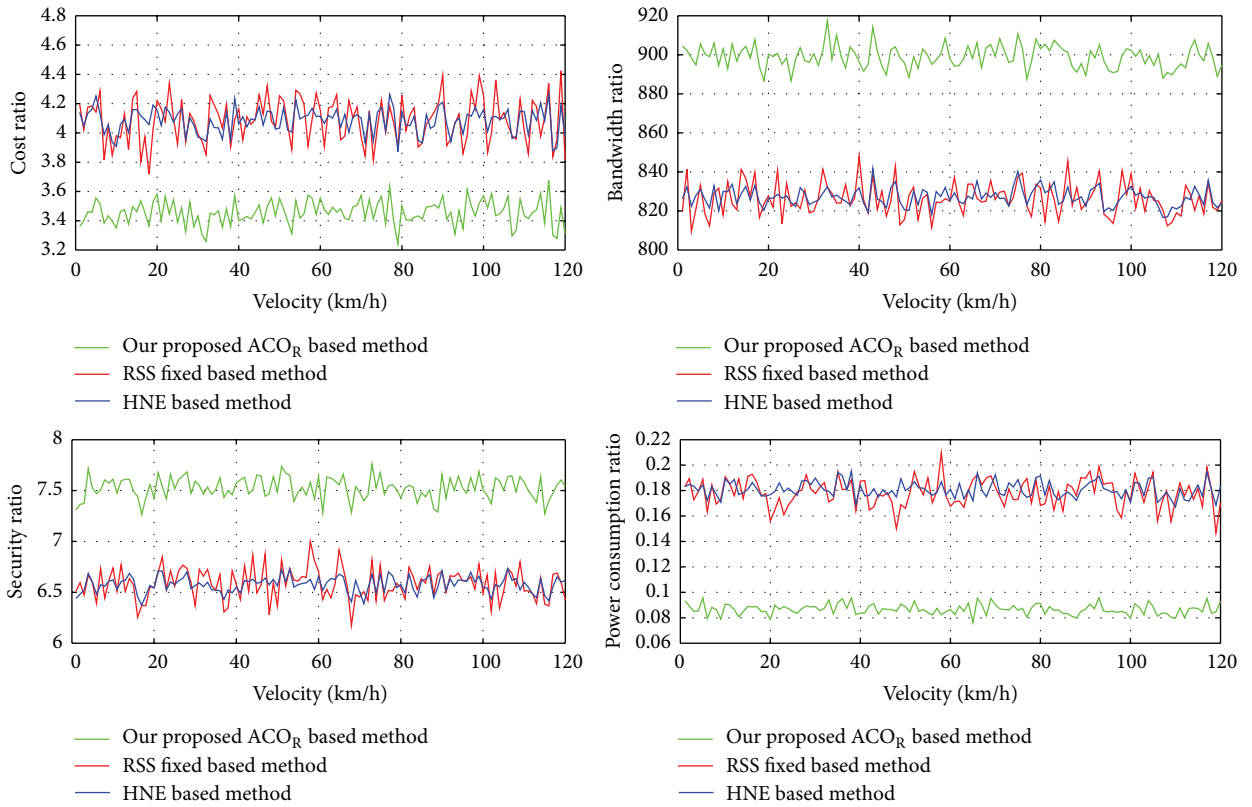 Cost ratio
4.8
4.6
4.4
4.2
4
3.8
3.6
3.4
3.2
0 20 40 60 80 100 120
Velocity (km/h)
Our proposed ACO_R based method
RSS fixed based method
HNE based method
Bandwidth ratio
920
900
880
860
840
820
800
0 20 40 60 80 100 120
Velocity (km/h)
Our proposed ACO_R based method
RSS fixed based method
HNE based method
Security ratio
8
7.5
7
6.5
6
0 20 40 60 80 100 120
Velocity (km/h)
Our proposed ACO_R based method
RSS fixed based method
HNE based method
Power consumption ratio
0.22
0.2
0.18
0.16
0.14
0.12
0.1
0.08
0.06
0 20 40 60 80 100 120
Velocity (km/h)
Our proposed ACO_R based method
RSS fixed based method
HNE based method